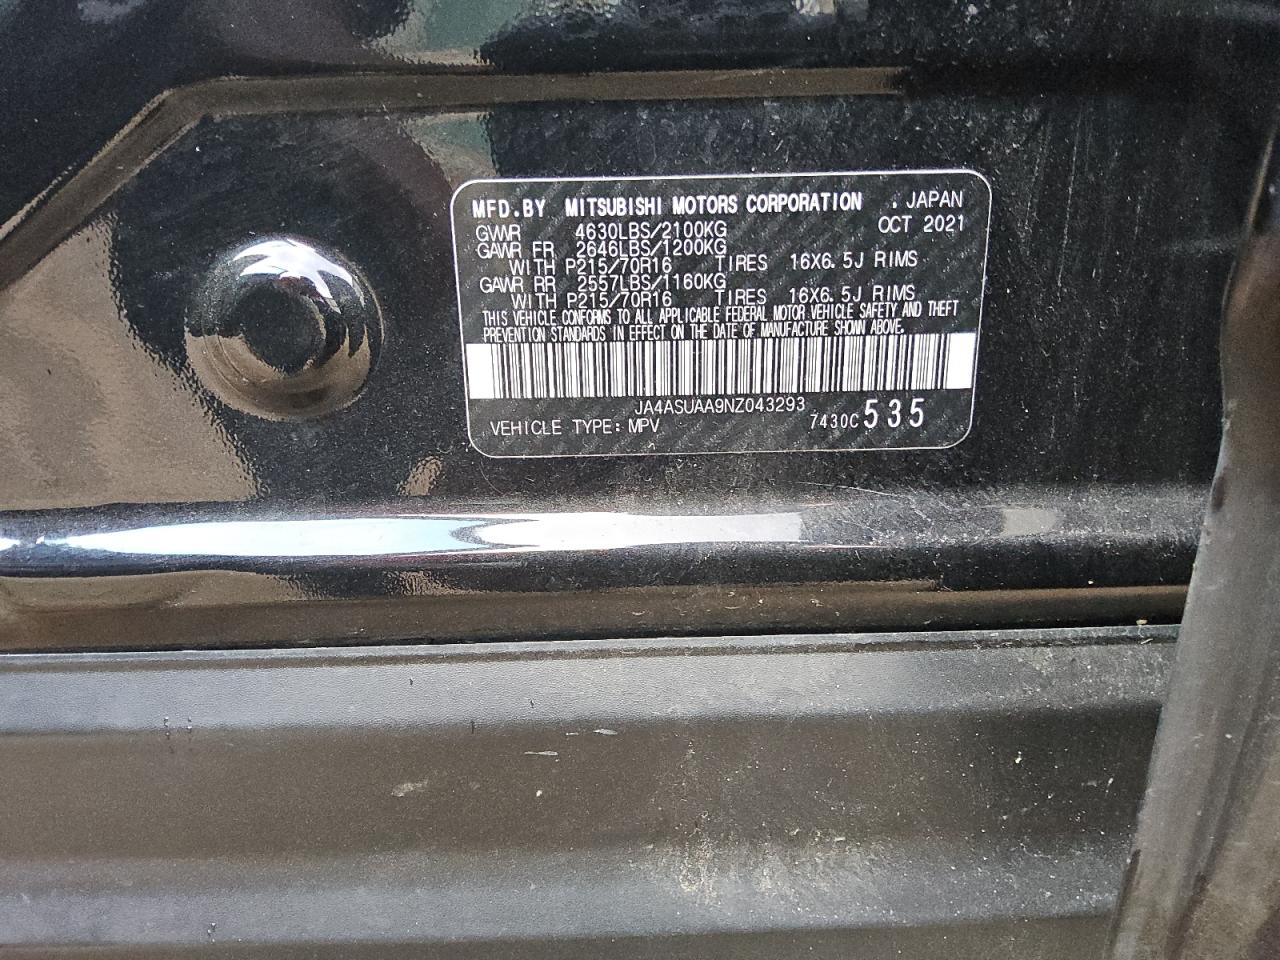 MFD.BY MITSUBISHI MOTORS CORPORATION . JAPAN
GVWR 4630LBS/2100KG OCT 2021
GAWR FR 2646LBS/1200KG
WITH P215/70R16 TIRES 16X6.5J RIMS
GAWR RR 2557LBS/1160KG
WITH P215/70R16 TIRES 16X6.5J RIMS
THIS VEHICLE CONFORMS TO ALL APPLICABLE FEDERAL MOTOR VEHICLE SAFETY AND THEFT
PREVENTION STANDARDS IN EFFECT ON THE DATE OF MANUFACTURE SHOWN ABOVE.
JA4ASUAA9NZ043293
VEHICLE TYPE: MPV 7430C 535